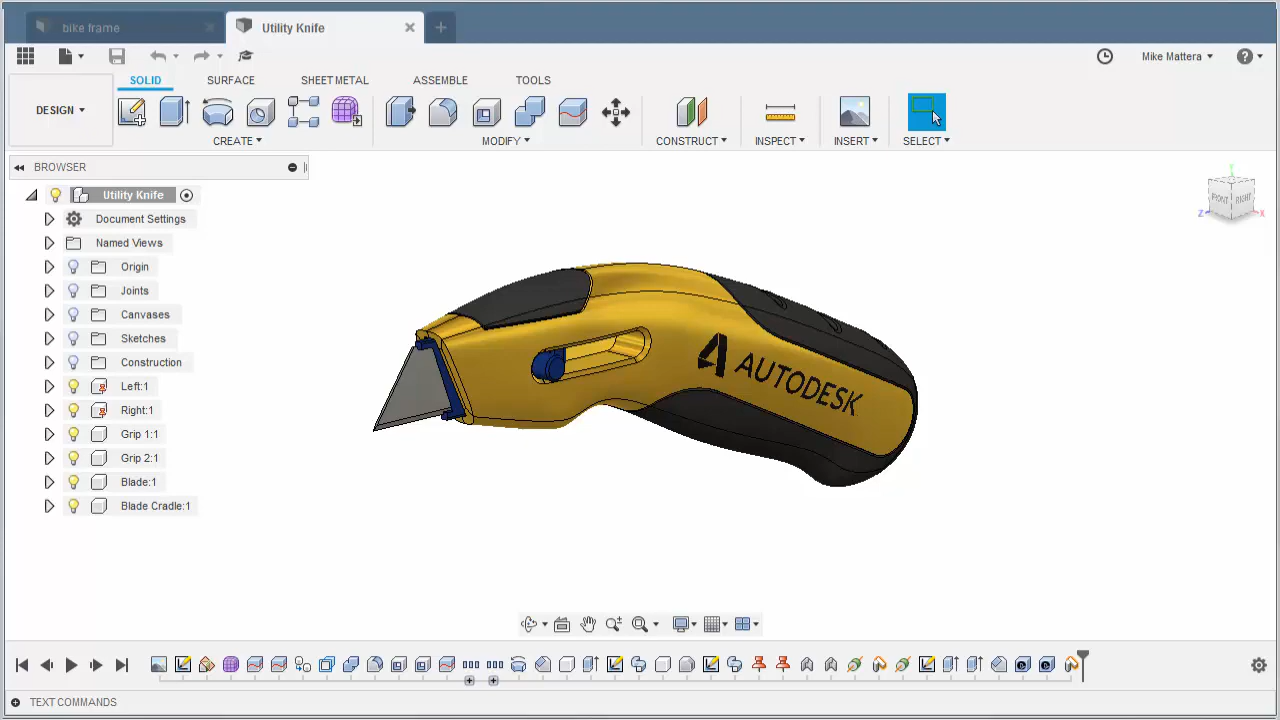 bike frame
Utility Knife
Mike Mattera
SOLID SURFACE SHEET METAL ASSEMBLE TOOLS
DESIGN
CREATE MODIFY CONSTRUCT INSPECT INSERT SELECT
BROWSER
Utility Knife
Document Settings
Named Views
Origin
Joints
Canvases
Sketches
Construction
Left:1
Right:1
Grip 1:1
Grip 2:1
Blade:1
Blade Cradle:1
AUTODESK
FRONT RIGHT
Y
Z X
TEXT COMMANDS